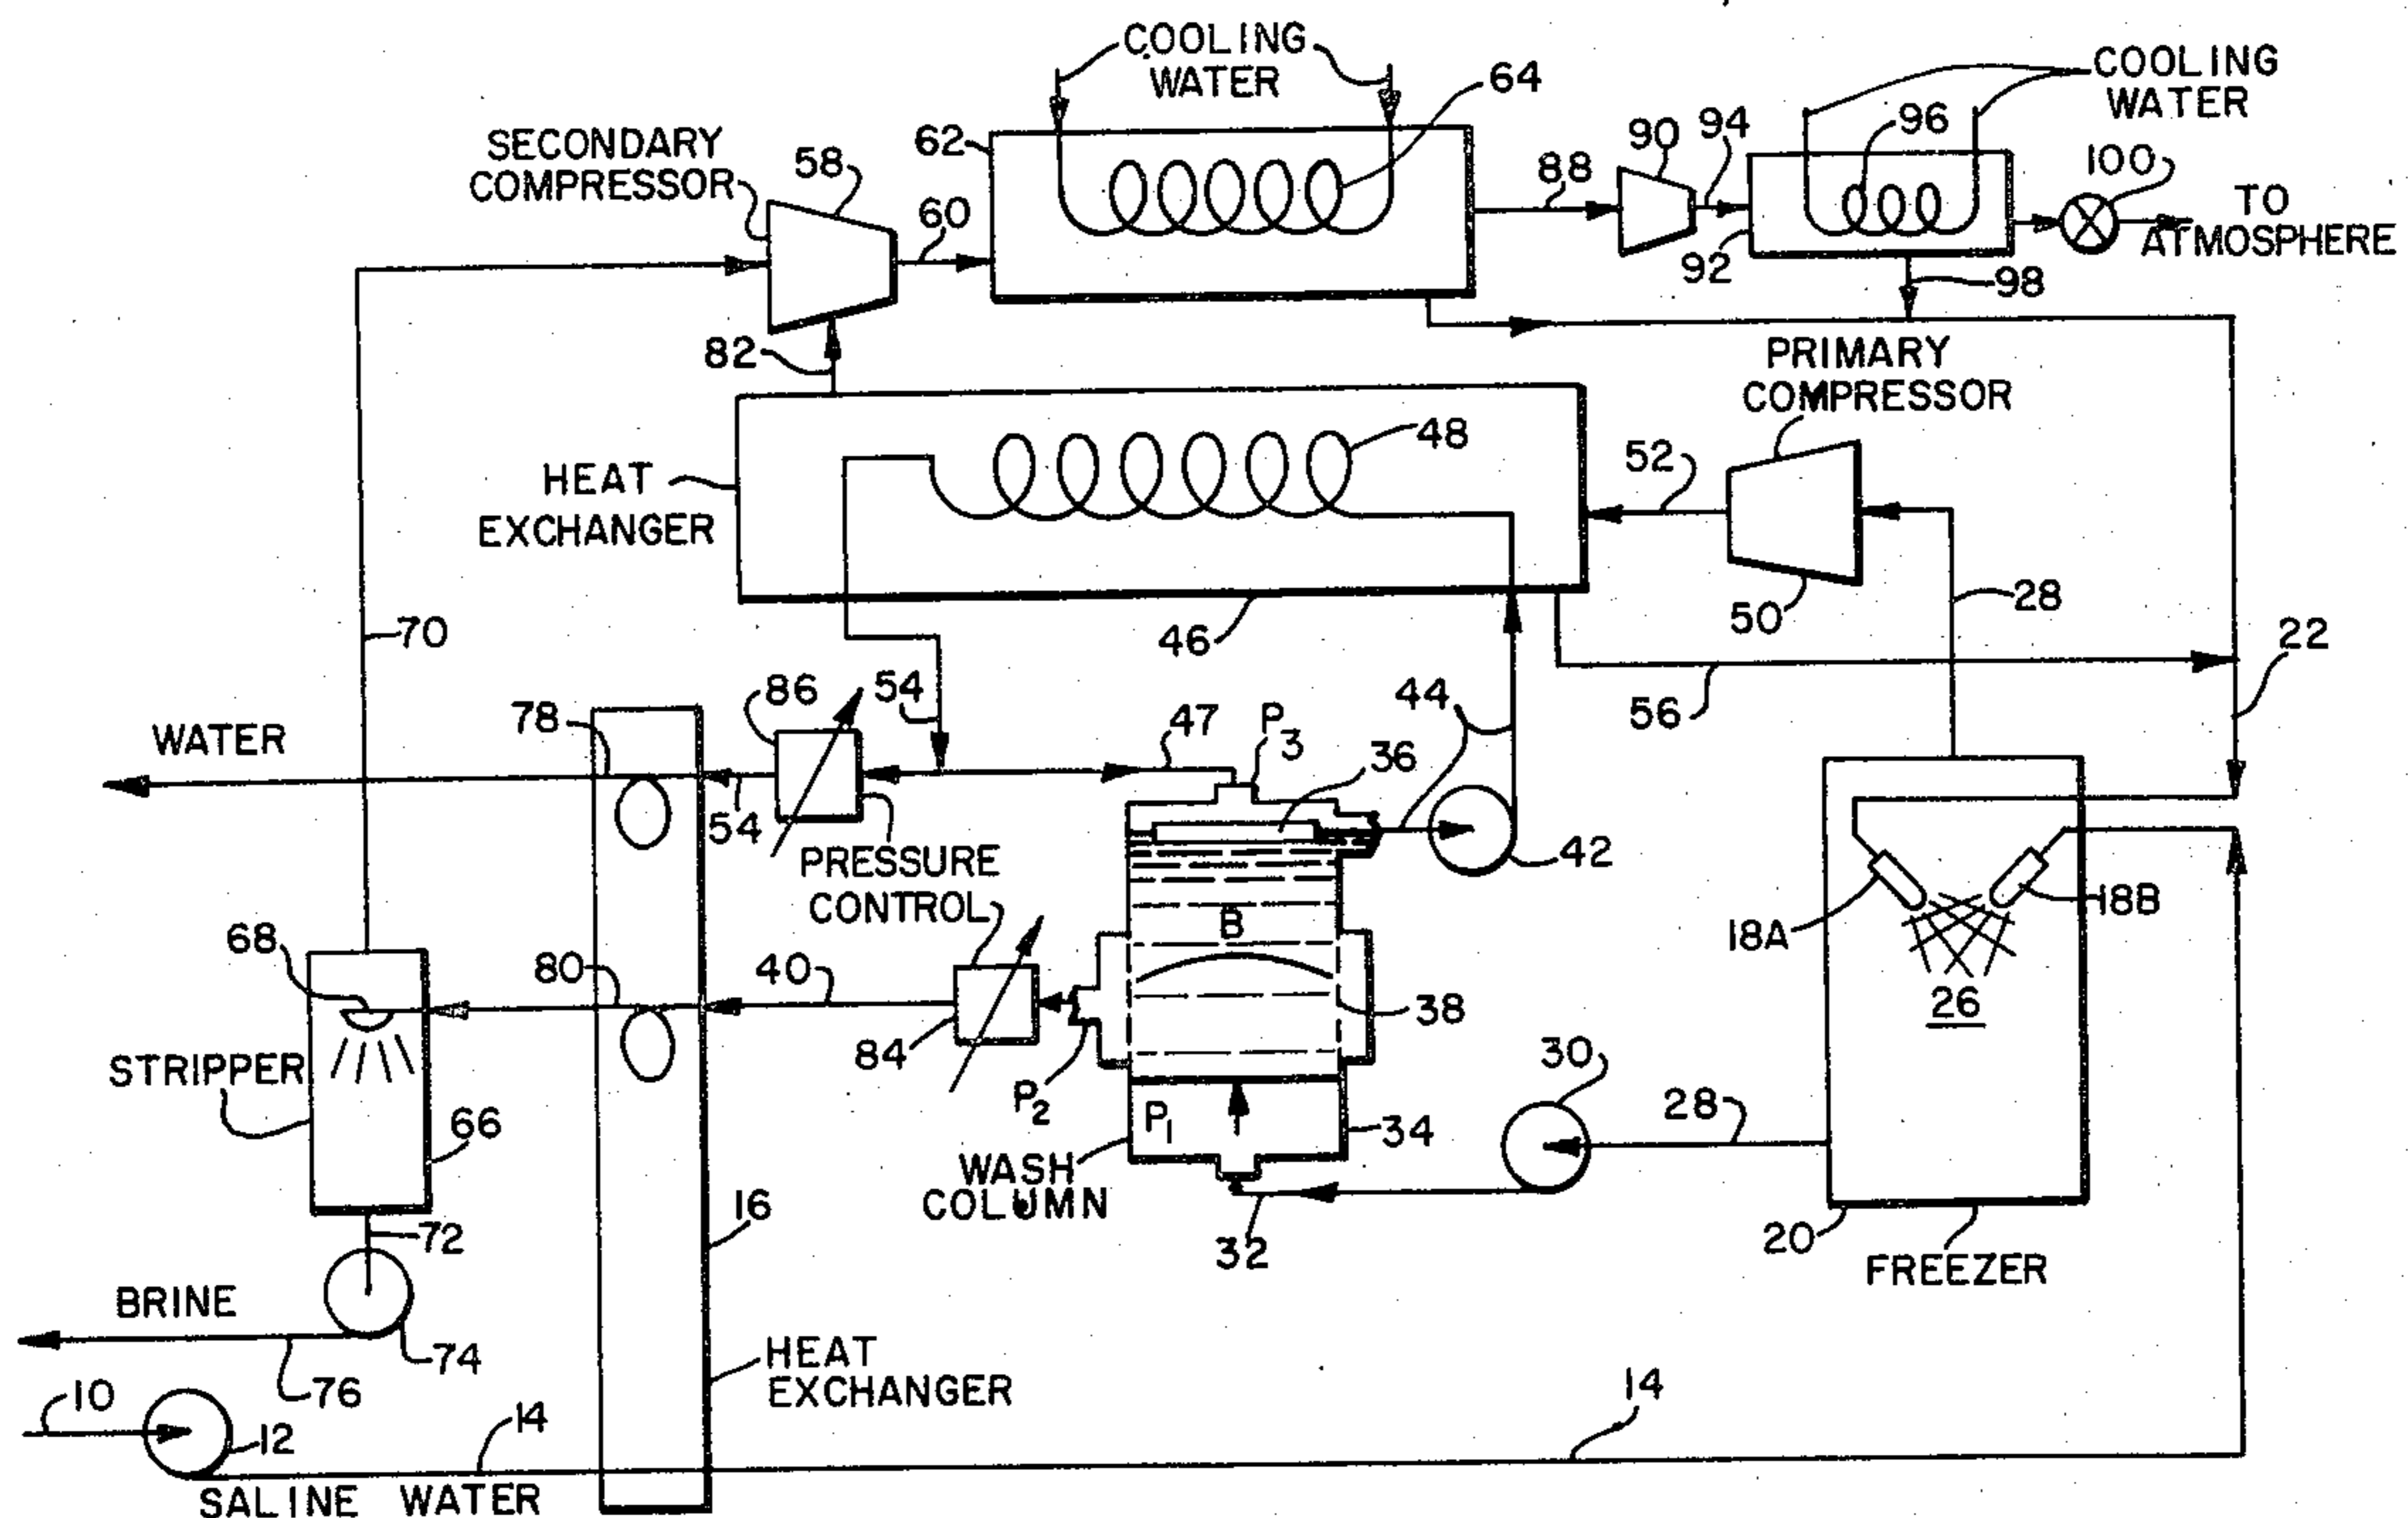 COOLING
WATER
COOLING
WATER
SECONDARY
COMPRESSOR
58
62
64
60
88
90
94
96
100
TO
ATMOSPHERE
92
98
82
PRIMARY
COMPRESSOR
HEAT
EXCHANGER
48
52
50
28
46
22
56
70
86
54
44
78
47
P3
36
WATER
54
PRESSURE
CONTROL
42
B
18A
18B
26
68
80
40
38
84
P2
P1
34
30
28
STRIPPER
66
WASH
COLUMN
32
16
20
FREEZER
72
BRINE
74
76
HEAT
EXCHANGER
10
12
14
14
SALINE WATER